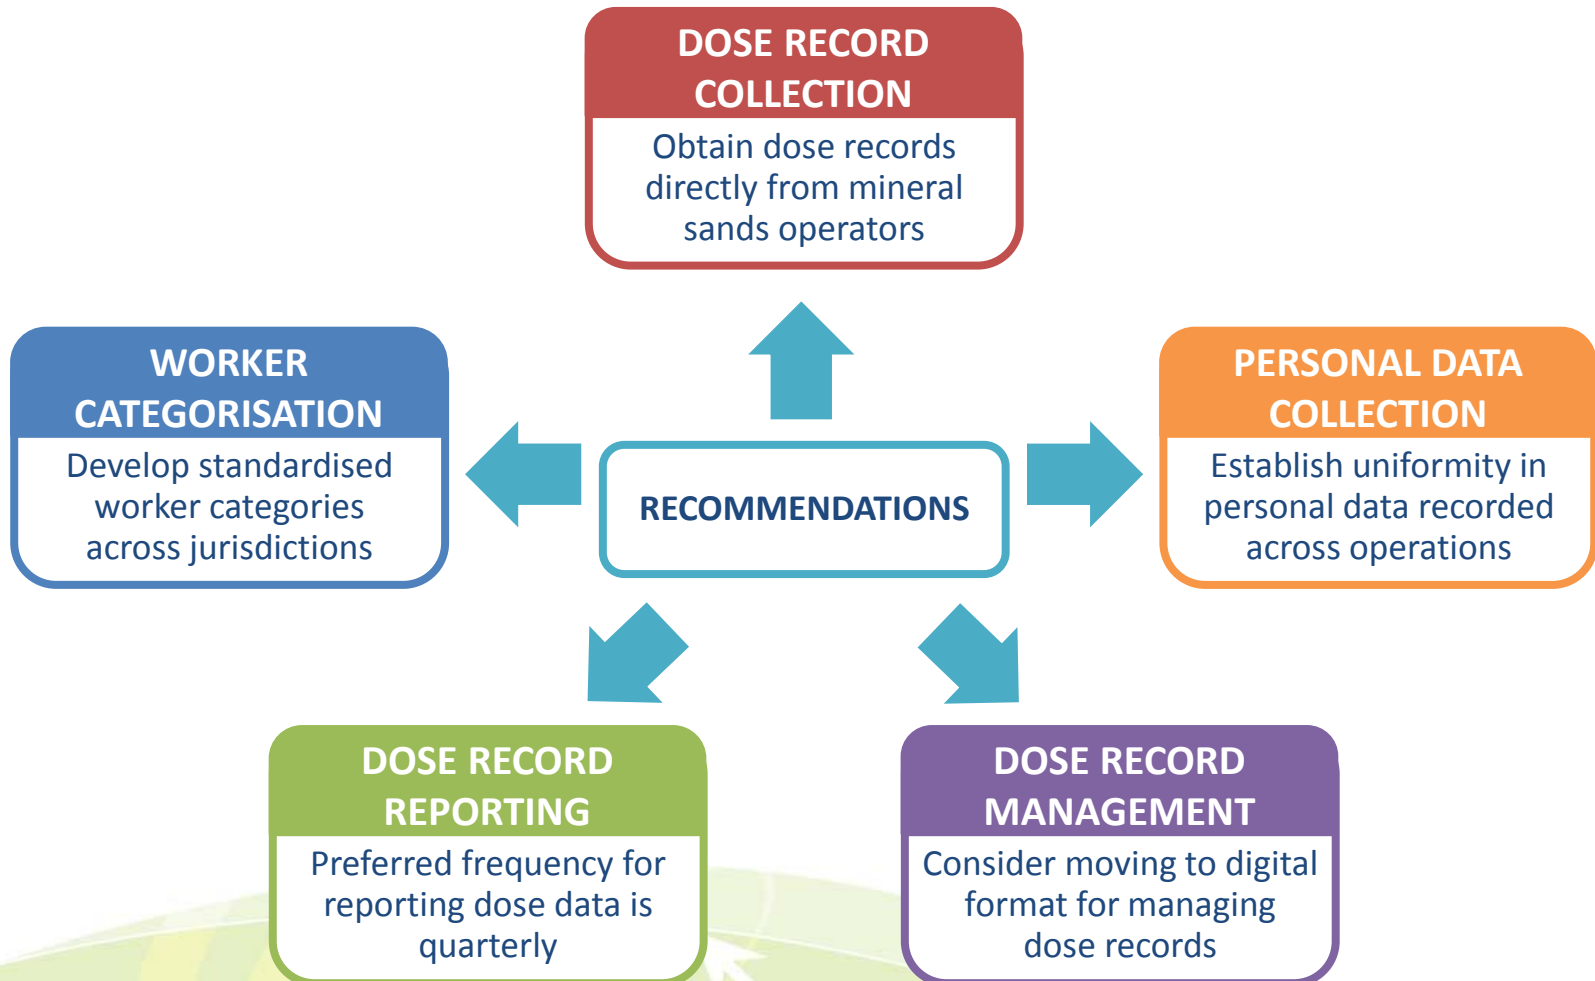 DOSE RECORD
COLLECTION
Obtain dose records
directly from mineral
sands operators
WORKER
CATEGORISATION
Develop standardised
worker categories
across jurisdictions
RECOMMENDATIONS
PERSONAL DATA
COLLECTION
Establish uniformity in
personal data recorded
across operations
DOSE RECORD
REPORTING
Preferred frequency for
reporting dose data is
quarterly
DOSE RECORD
MANAGEMENT
Consider moving to digital
format for managing
dose records